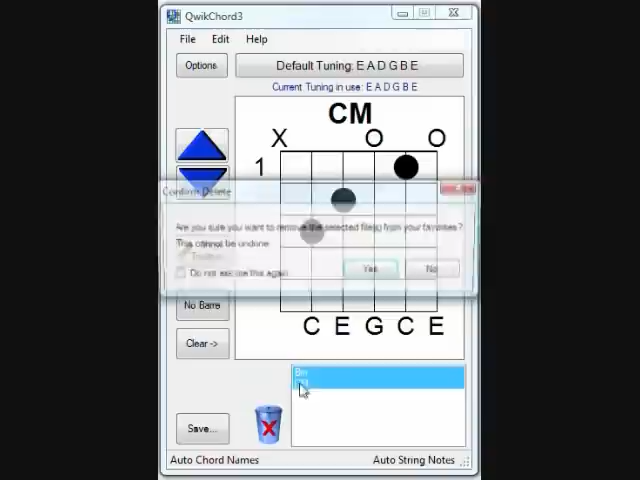 QwikChord3
File Edit Help
Options
Default Tuning: E A D G B E
Current Tuning in use: E A D G B E
CM
X O O
1
Confirm Delete
Are you sure you want to remove the selected file(s) from your favorites?
This cannot be undone
Do not ask me this again
Yes No
No Barre
C E G C E
Clear ->
Bm
Save...
Auto Chord Names Auto String Notes